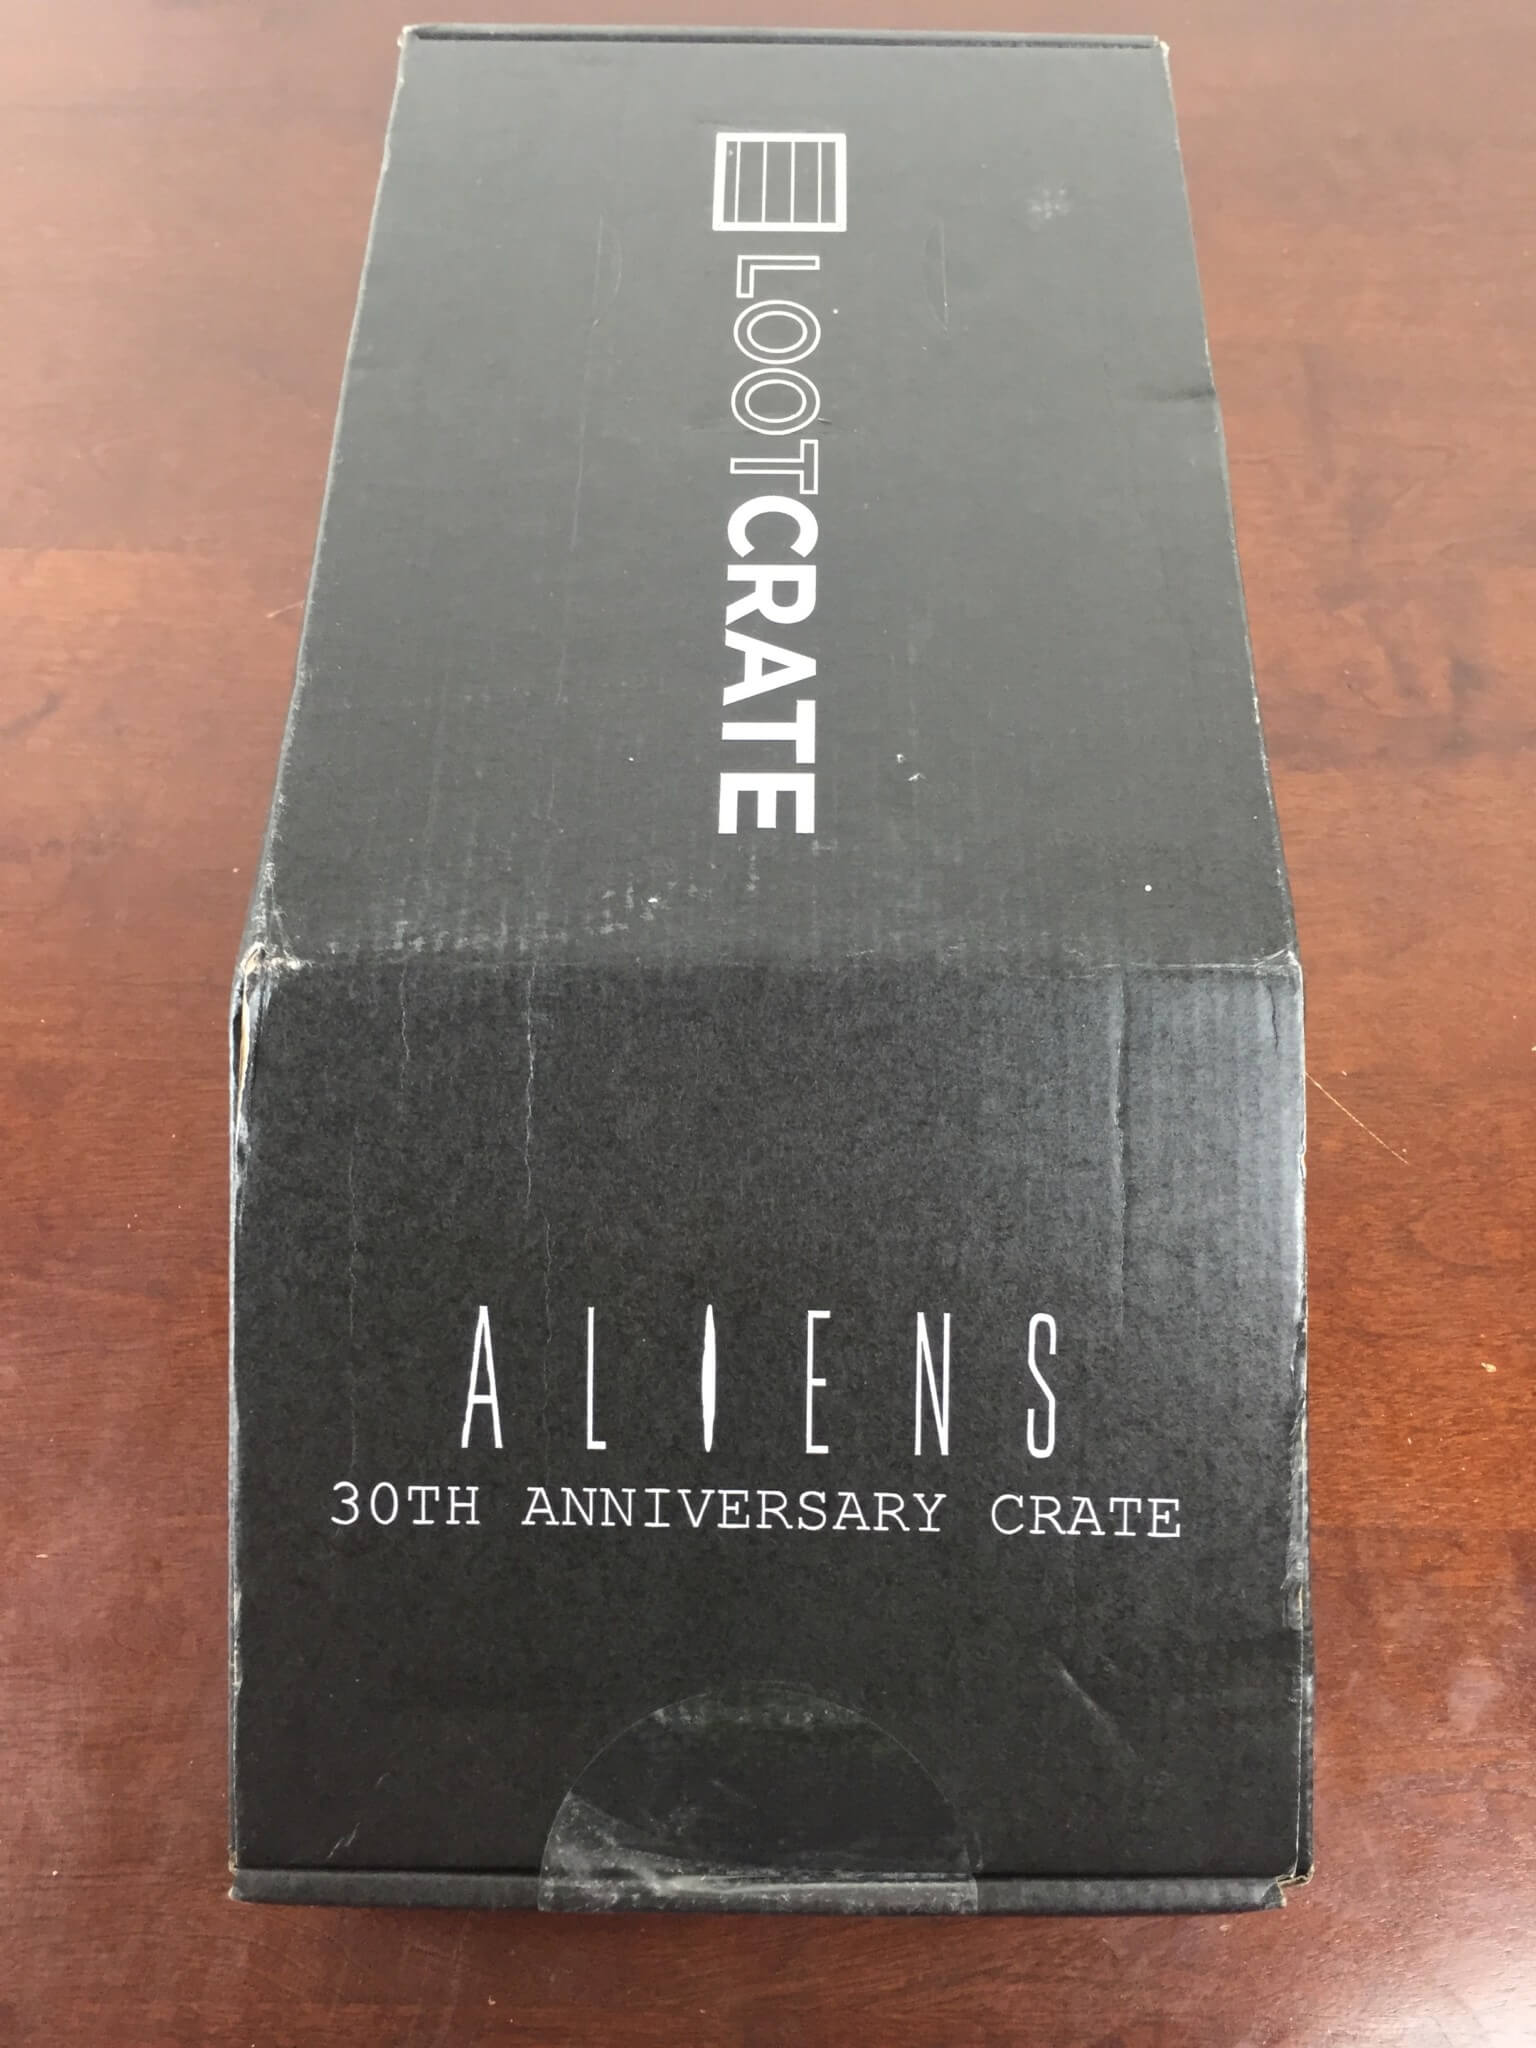 LOOTCRATE
ALIENS
30TH ANNIVERSARY CRATE